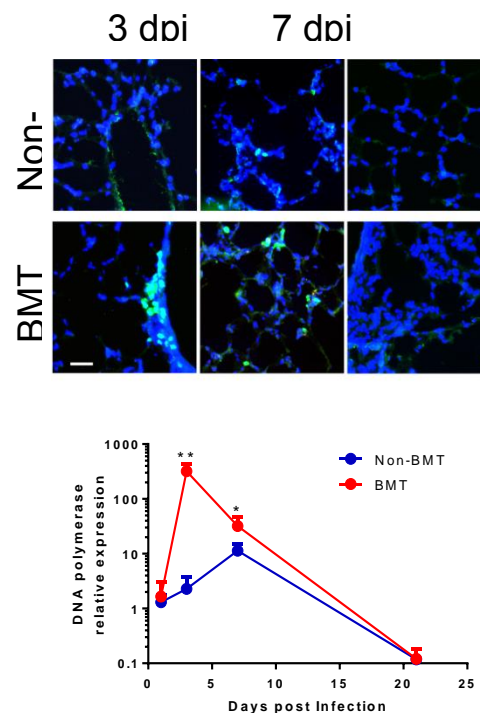 3 dpi 7 dpi
Non-
BMT
1000
100
10
1
0.1
DNA polymerase
relative expression
**
*
Non-BMT
BMT
0 5 10 15 20 25
Days post Infection